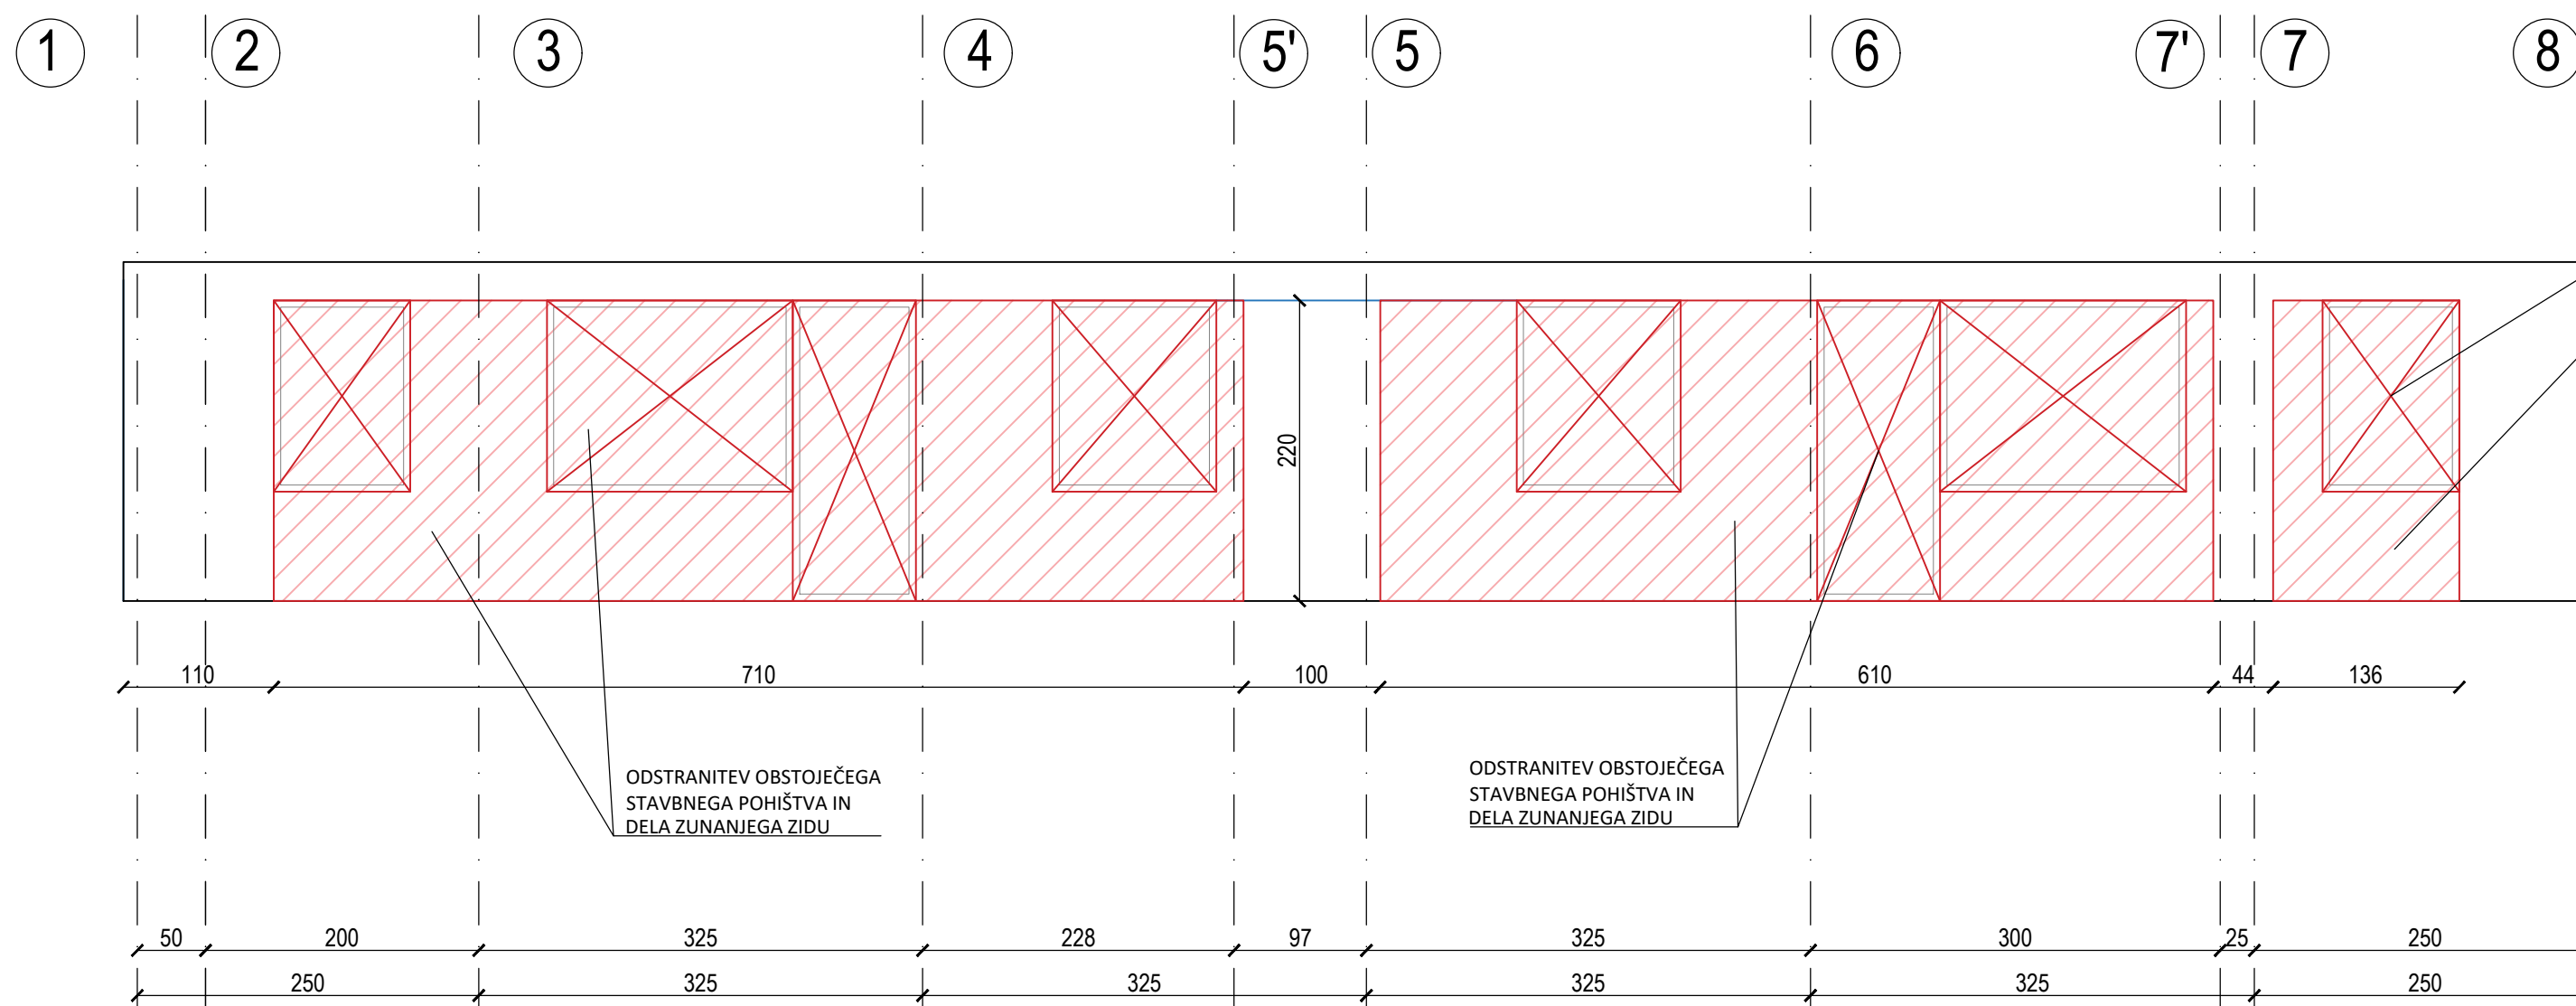 1 2 3 4 5' 5 6 7' 7 8
220
110 710 100 610 44 136
ODSTRANITEV OBSTOJEČEGA
STAVBNEGA POHIŠTVA IN
DELA ZUNANJEGA ZIDU
ODSTRANITEV OBSTOJEČEGA
STAVBNEGA POHIŠTVA IN
DELA ZUNANJEGA ZIDU
50 200 325 228 97 325 300 25 250
250 325 325 325 325 250